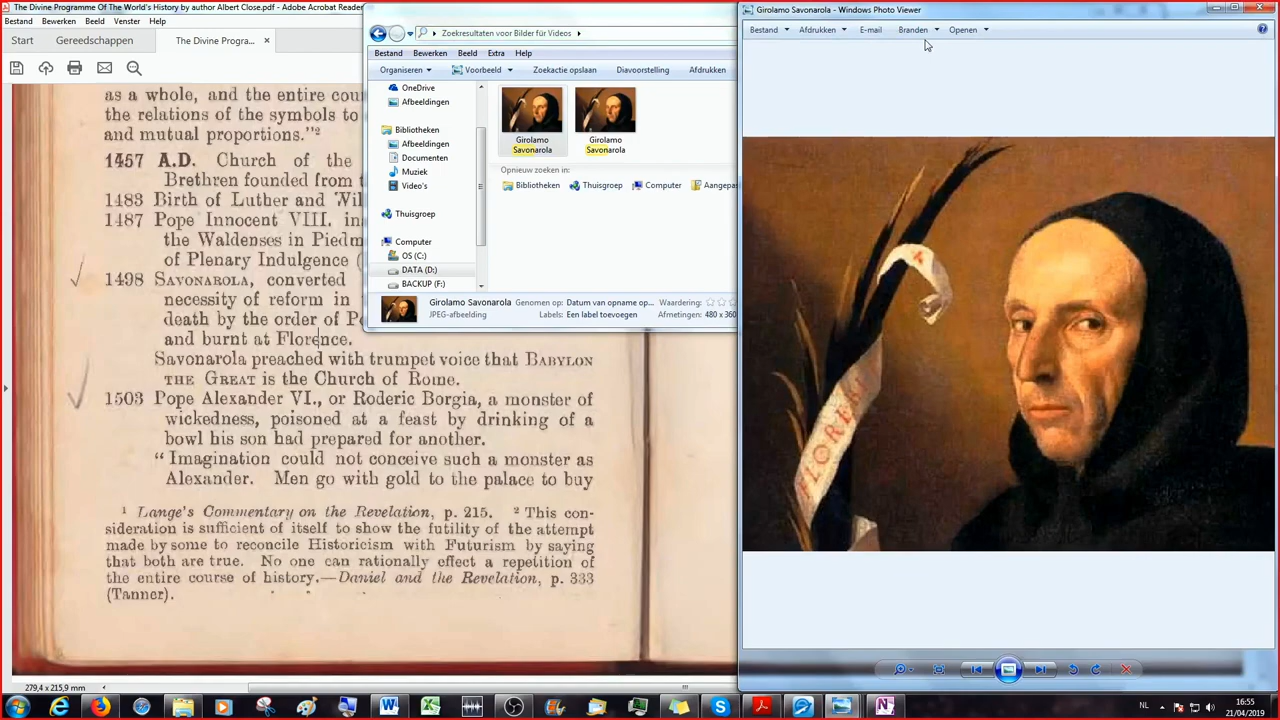 The Divine Programme Of The World's History by author Albert Close.pdf - Adobe Acrobat Reade
Bestand Bewerken Beeld Venster Help
Start Gereedschappen The Divine Progra... ×
as a whole, and the entire cou
the relations of the symbols to
and mutual proportions."²
1457 A.D. Church of the
Brethren founded from t
1483 Birth of Luther and Wil
1487 Pope Innocent VIII. in
the Waldenses in Piedm
of Plenary Indulgence (
1498 SAVONAROLA, converted
necessity of reform in t
death by the order of Po
and burnt at Florence.
Savonarola preached with trumpet voice that BABYLON
THE GREAT is the Church of Rome.
1503 Pope Alexander VI., or Roderic Borgia, a monster of
wickedness, poisoned at a feast by drinking of a
bowl his son had prepared for another.
"Imagination could not conceive such a monster as
Alexander. Men go with gold to the palace to buy
¹ Lange's Commentary on the Revelation, p. 215. ² This con-
sideration is sufficient of itself to show the futility of the attempt
made by some to reconcile Historicism with Futurism by saying
that both are true. No one can rationally effect a repetition of
the entire course of history.—Daniel and the Revelation, p. 333
(Tanner).
279,4 x 215,9 mm
Zoekresultaten voor Bilder für Videos
Bestand Bewerken Beeld Extra Help
Organiseren Voorbeeld Zoekactie opslaan Diavoorstelling Afdrukken
OneDrive
Afbeeldingen
Bibliotheken
Afbeeldingen
Documenten
Muziek
Video's
Thuisgroep
Computer
OS (C:)
DATA (D:)
BACKUP (F:)
Girolamo
Savonarola
Girolamo
Savonarola
Opnieuw zoeken in:
Bibliotheken Thuisgroep Computer Aangepas
Girolamo Savonarola Genomen op: Datum van opname op... Waardering:
JPEG-afbeelding Labels: Een label toevoegen Afmetingen: 480 x 360
Girolamo Savonarola - Windows Photo Viewer
Bestand Afdrukken E-mail Branden Openen
NL 16:55
21/04/2019